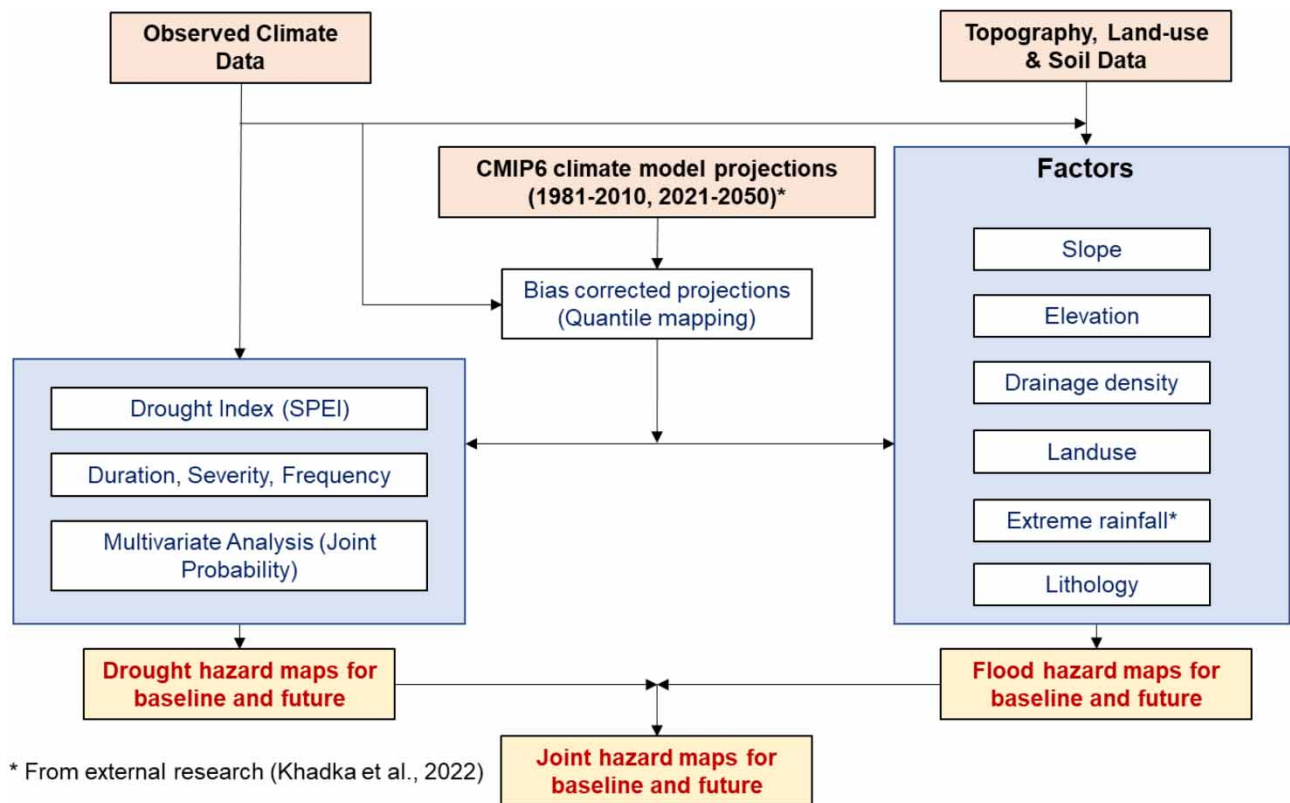 Observed Climate
Data
Topography, Land-use
& Soil Data
CMIP6 climate model projections
(1981-2010, 2021-2050)*
Bias corrected projections
(Quantile mapping)
Factors
Slope
Elevation
Drainage density
Landuse
Extreme rainfall*
Lithology
Drought Index (SPEI)
Duration, Severity, Frequency
Multivariate Analysis (Joint
Probability)
Drought hazard maps for
baseline and future
Flood hazard maps for
baseline and future
Joint hazard maps for
baseline and future
* From external research (Khadka et al., 2022)